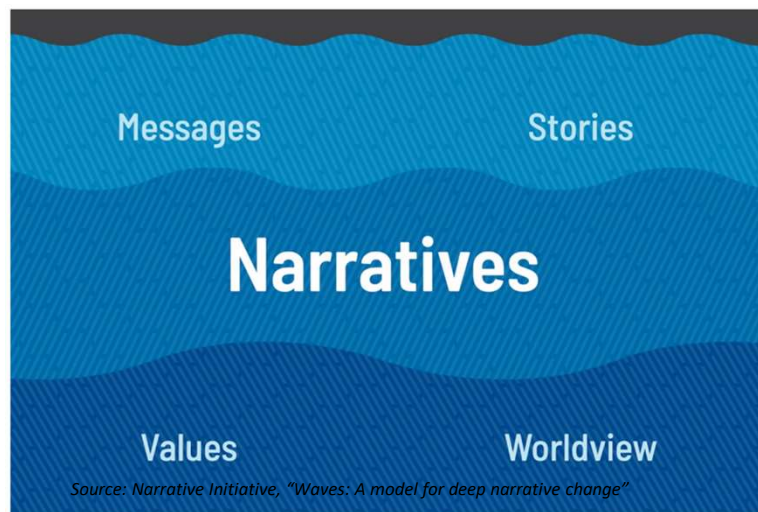 Messages Stories
Narratives
Values Worldview
Source: Narrative Initiative, “Waves: A model for deep narrative change”